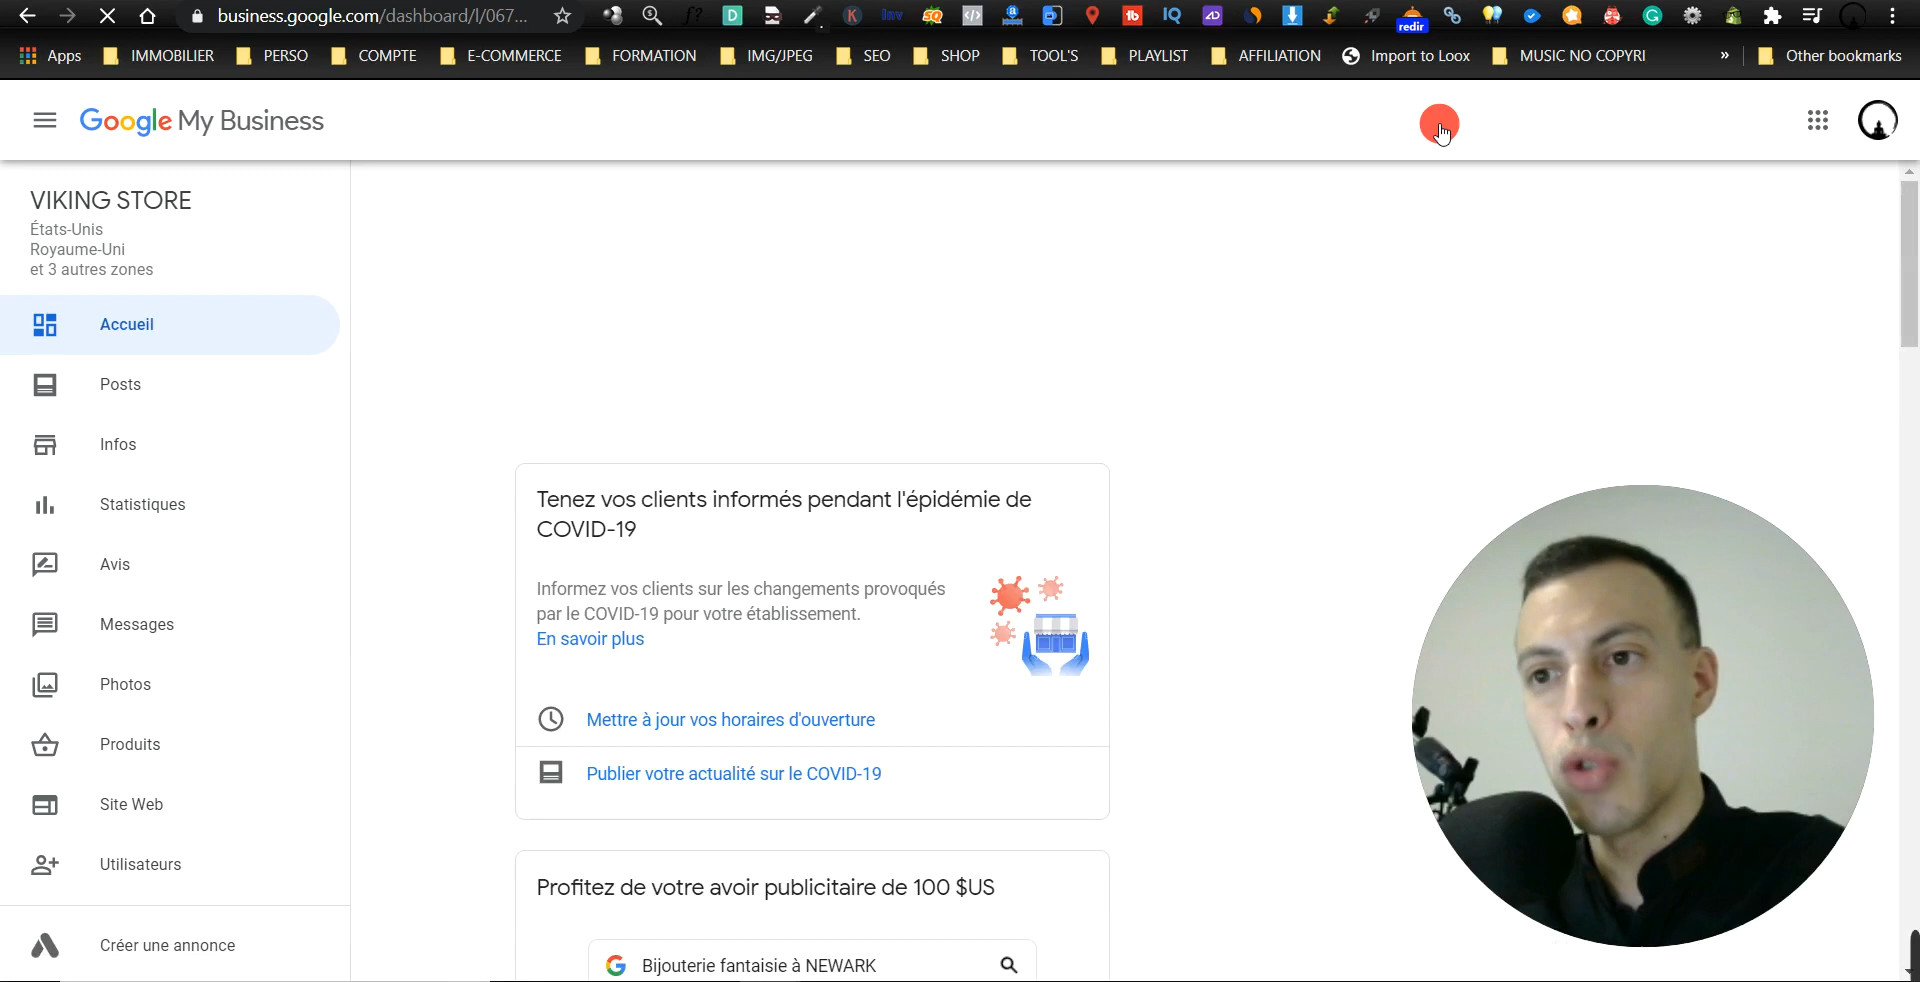 business.google.com/dashboard/l/067...
redir
Apps
IMMOBILIER
PERSO
COMPTE
E-COMMERCE
FORMATION
IMG/JPEG
SEO
SHOP
TOOL'S
PLAYLIST
AFFILIATION
Import to Loox
MUSIC NO COPYRI
»
Other bookmarks
Google My Business
VIKING STORE
États-Unis
Royaume-Uni
et 3 autres zones
Accueil
Posts
Infos
Statistiques
Avis
Messages
Photos
Produits
Site Web
Utilisateurs
Créer une annonce
Tenez vos clients informés pendant l'épidémie de
COVID-19
Informez vos clients sur les changements provoqués
par le COVID-19 pour votre établissement.
En savoir plus
Mettre à jour vos horaires d'ouverture
Publier votre actualité sur le COVID-19
Profitez de votre avoir publicitaire de 100 $US
Bijouterie fantaisie à NEWARK